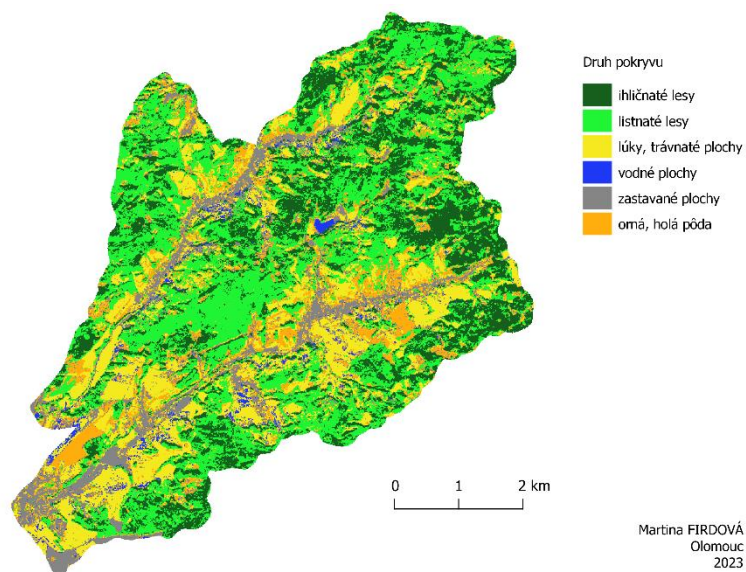 Druh pokryvu
ihličnaté lesy
listnaté lesy
lúky, trávnaté plochy
vodné plochy
zastavané plochy
orná, holá pôda
0 1 2 km
Martina FIRDOVÁ
Olomouc
2023